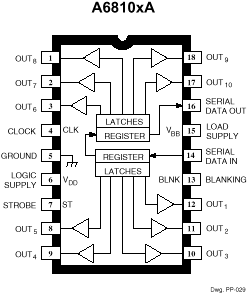 A6810xA
OUT8 1 18 OUT9
OUT7 2 17 OUT10
OUT6 3 16 SERIAL DATA OUT
LATCHES
CLOCK 4 CLK REGISTER VBB 15 LOAD SUPPLY
GROUND 5 REGISTER 14 SERIAL DATA IN
LATCHES
LOGIC SUPPLY 6 VDD BLNK 13 BLANKING
STROBE 7 ST 12 OUT1
OUT5 8 11 OUT2
OUT4 9 10 OUT3
Dwg. PP-029